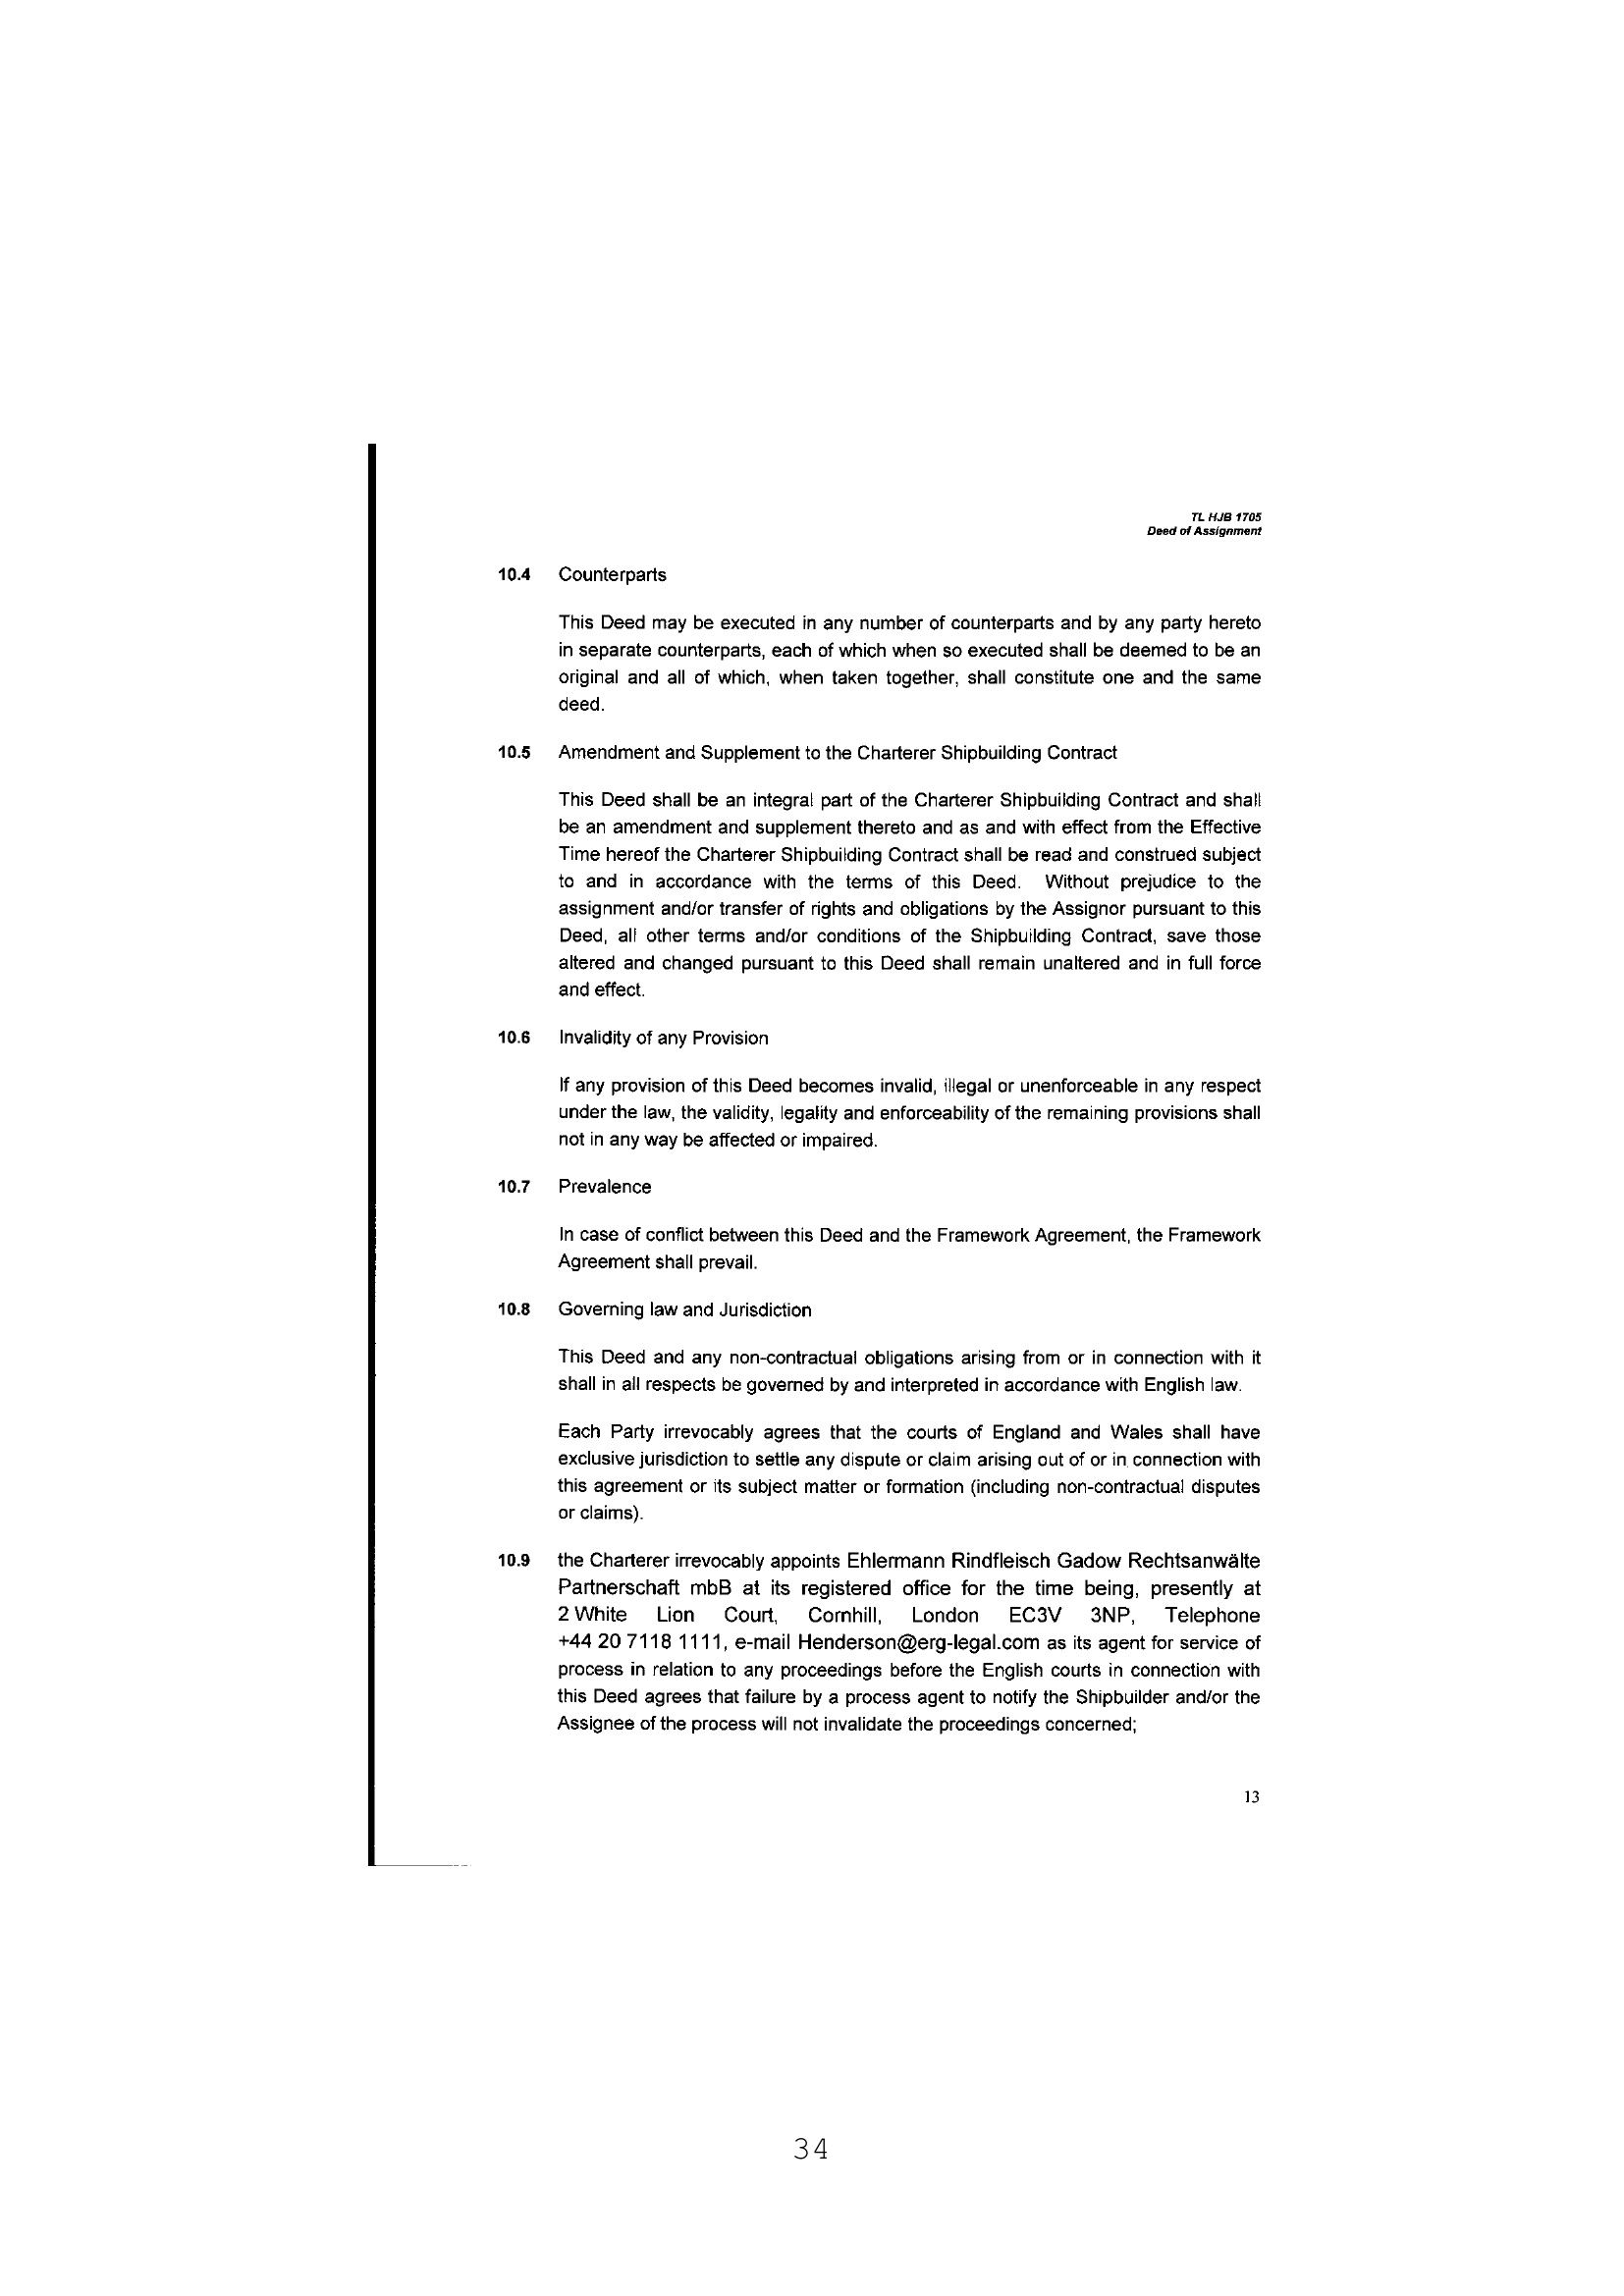 TL HJB 1705
Deed of Assignment
10.4 Counterparts
This Deed may be executed in any number of counterparts and by any party hereto
in separate counterparts, each of which when so executed shall be deemed to be an
original and all of which, when taken together, shall constitute one and the same
deed.
10.5 Amendment and Supplement to the Charterer Shipbuilding Contract
This Deed shall be an integral part of the Charterer Shipbuilding Contract and shall
be an amendment and supplement thereto and as and with effect from the Effective
Time hereof the Charterer Shipbuilding Contract shall be read and construed subject
to and in accordance with the terms of this Deed. Without prejudice to the
assignment and/or transfer of rights and obligations by the Assignor pursuant to this
Deed, all other terms and/or conditions of the Shipbuilding Contract, save those
altered and changed pursuant to this Deed shall remain unaltered and in full force
and effect.
10.6 Invalidity of any Provision
If any provision of this Deed becomes invalid, illegal or unenforceable in any respect
under the law, the validity, legality and enforceability of the remaining provisions shall
not in any way be affected or impaired.
10.7 Prevalence
In case of conflict between this Deed and the Framework Agreement, the Framework
Agreement shall prevail.
10.8 Governing law and Jurisdiction
This Deed and any non-contractual obligations arising from or in connection with it
shall in all respects be governed by and interpreted in accordance with English law.
Each Party irrevocably agrees that the courts of England and Wales shall have
exclusive jurisdiction to settle any dispute or claim arising out of or in connection with
this agreement or its subject matter or formation (including non-contractual disputes
or claims).
10.9 the Charterer irrevocably appoints Ehlermann Rindfleisch Gadow Rechtsanwälte
Partnerschaft mbB at its registered office for the time being, presently at
2 White Lion Court, Cornhill, London EC3V 3NP, Telephone
+44 20 7118 1111, e-mail Henderson@erg-legal.com as its agent for service of
process in relation to any proceedings before the English courts in connection with
this Deed agrees that failure by a process agent to notify the Shipbuilder and/or the
Assignee of the process will not invalidate the proceedings concerned;
13
34